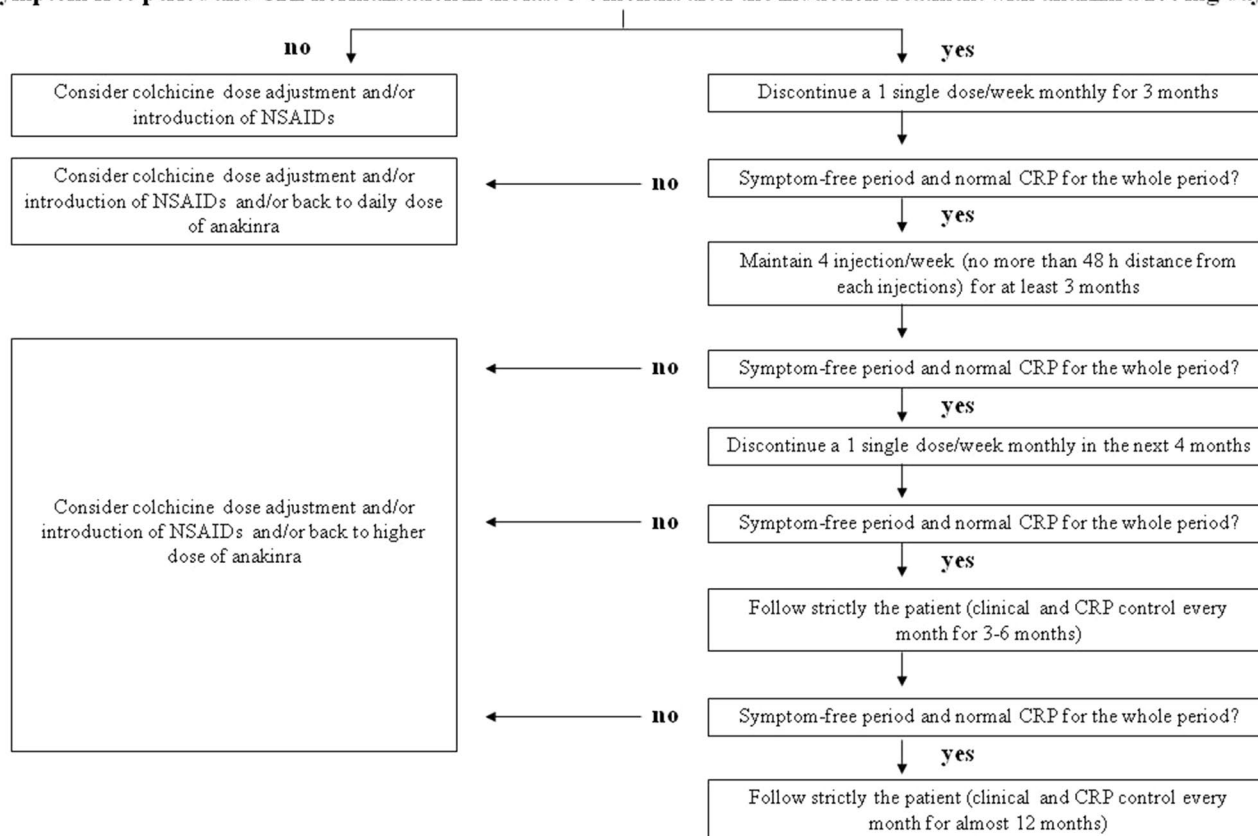 no
yes
Consider colchicine dose adjustment and/or
introduction of NSAIDs
Discontinue a 1 single dose/week monthly for 3 months
Consider colchicine dose adjustment and/or
introduction of NSAIDs and/or back to daily dose
of anakinra
no
Symptom-free period and normal CRP for the whole period?
yes
Maintain 4 injection/week (no more than 48 h distance from
each injections) for at least 3 months
no
Symptom-free period and normal CRP for the whole period?
yes
Discontinue a 1 single dose/week monthly in the next 4 months
Consider colchicine dose adjustment and/or
introduction of NSAIDs and/or back to higher
dose of anakinra
no
Symptom-free period and normal CRP for the whole period?
yes
Follow strictly the patient (clinical and CRP control every
month for 3-6 months)
no
Symptom-free period and normal CRP for the whole period?
yes
Follow strictly the patient (clinical and CRP control every
month for almost 12 months)